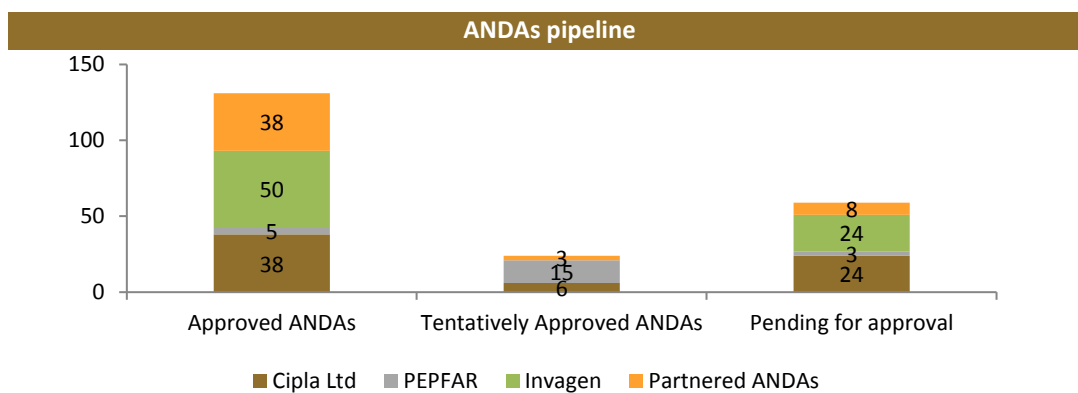 ANDAs pipeline
150
100
50
0
38
50
5
38
3
15
6
8
24
3
24
Approved ANDAs
Tentatively Approved ANDAs
Pending for approval
Cipla Ltd
PEPFAR
Invagen
Partnered ANDAs